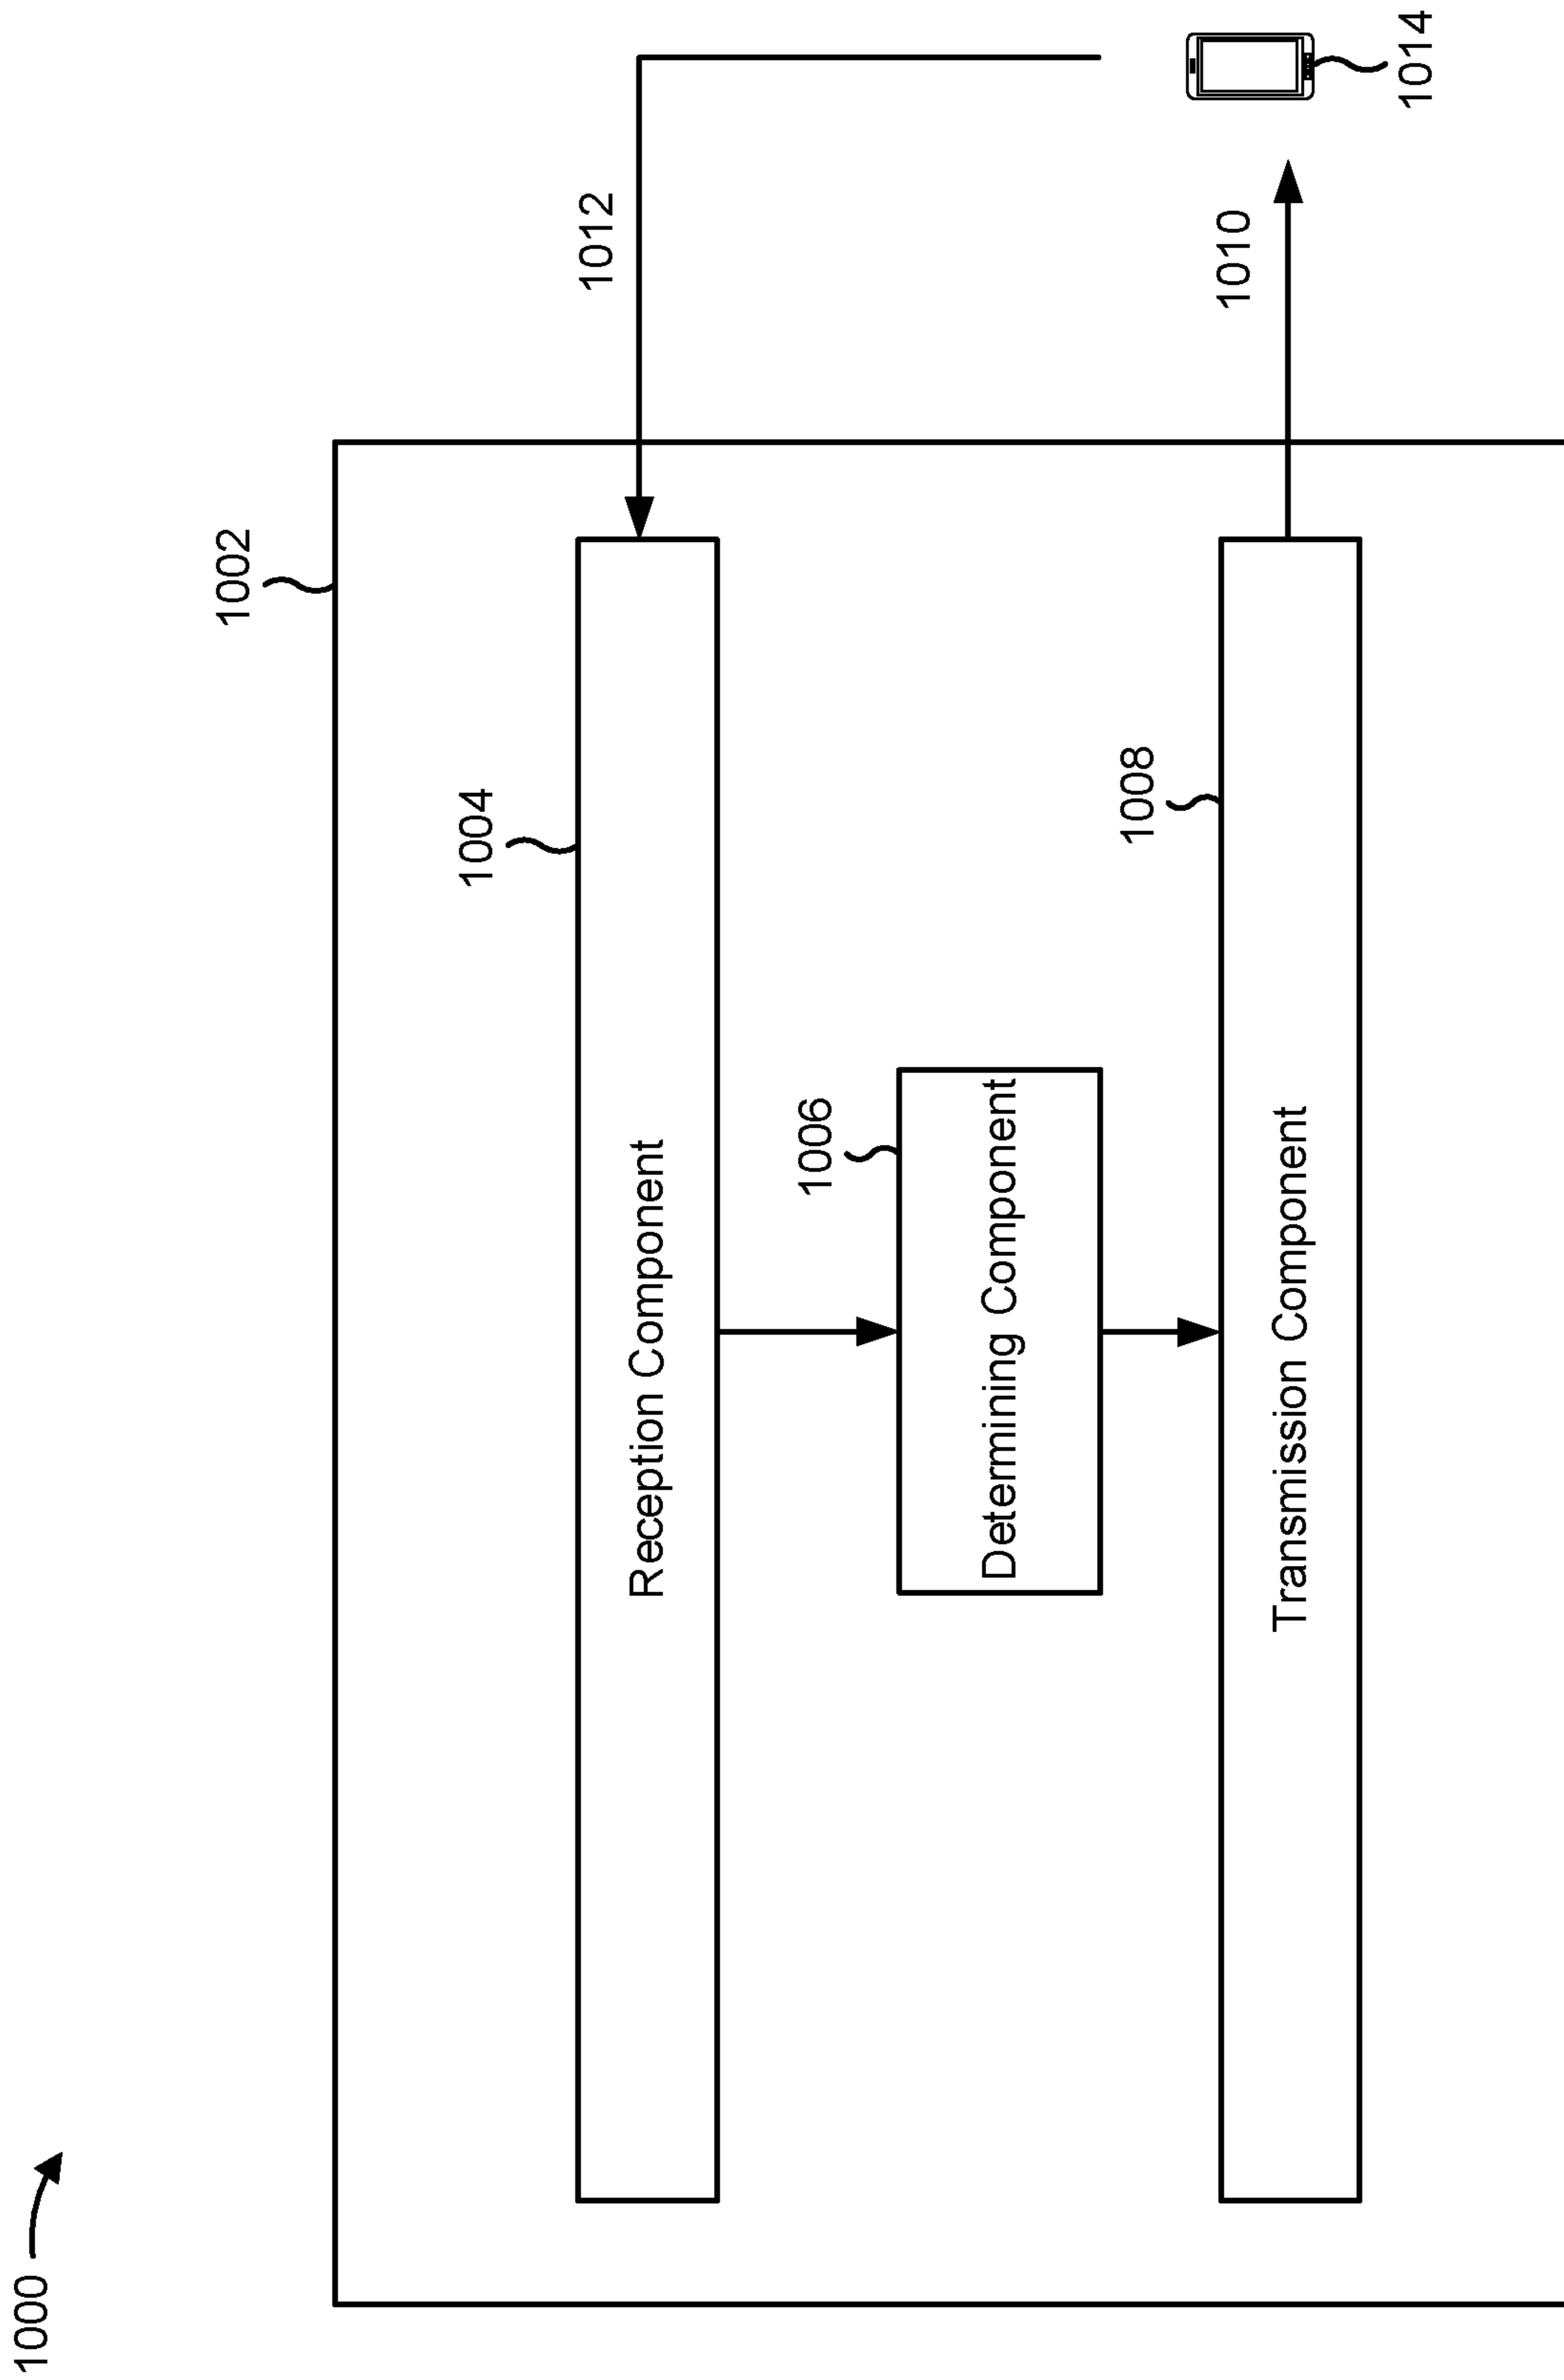 1000
1002
1004
Reception Component
1012
1006
Determining Component
1008
Transmission Component
1010
1014